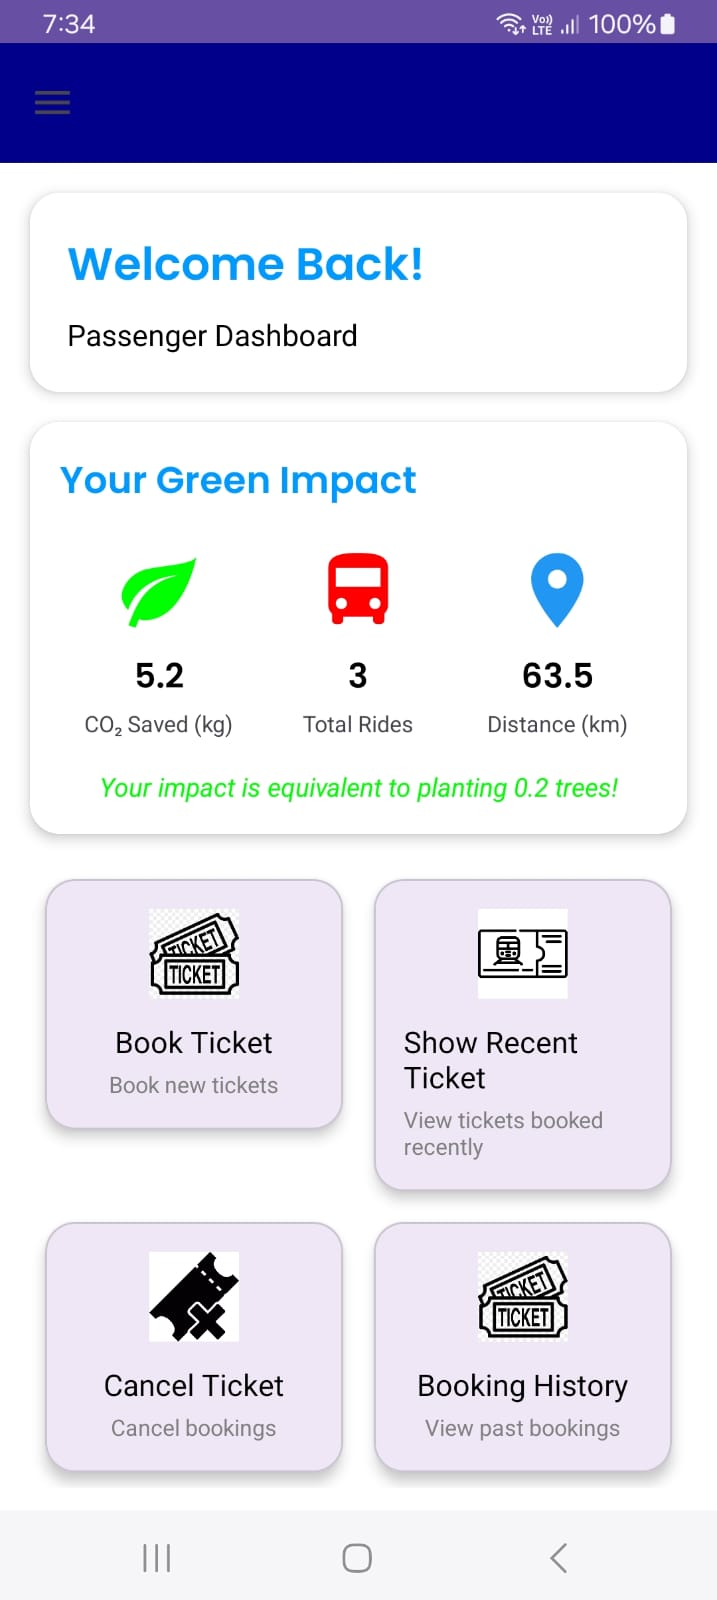 7:34
Vo))
LTE
100%
Welcome Back!
Passenger Dashboard
Your Green Impact
5.2
3
63.5
CO₂ Saved (kg)
Total Rides
Distance (km)
Your impact is equivalent to planting 0.2 trees!
TICKET
TICKET
Book Ticket
Book new tickets
Show Recent
Ticket
View tickets booked
recently
Cancel Ticket
Cancel bookings
TICKET
TICKET
Booking History
View past bookings